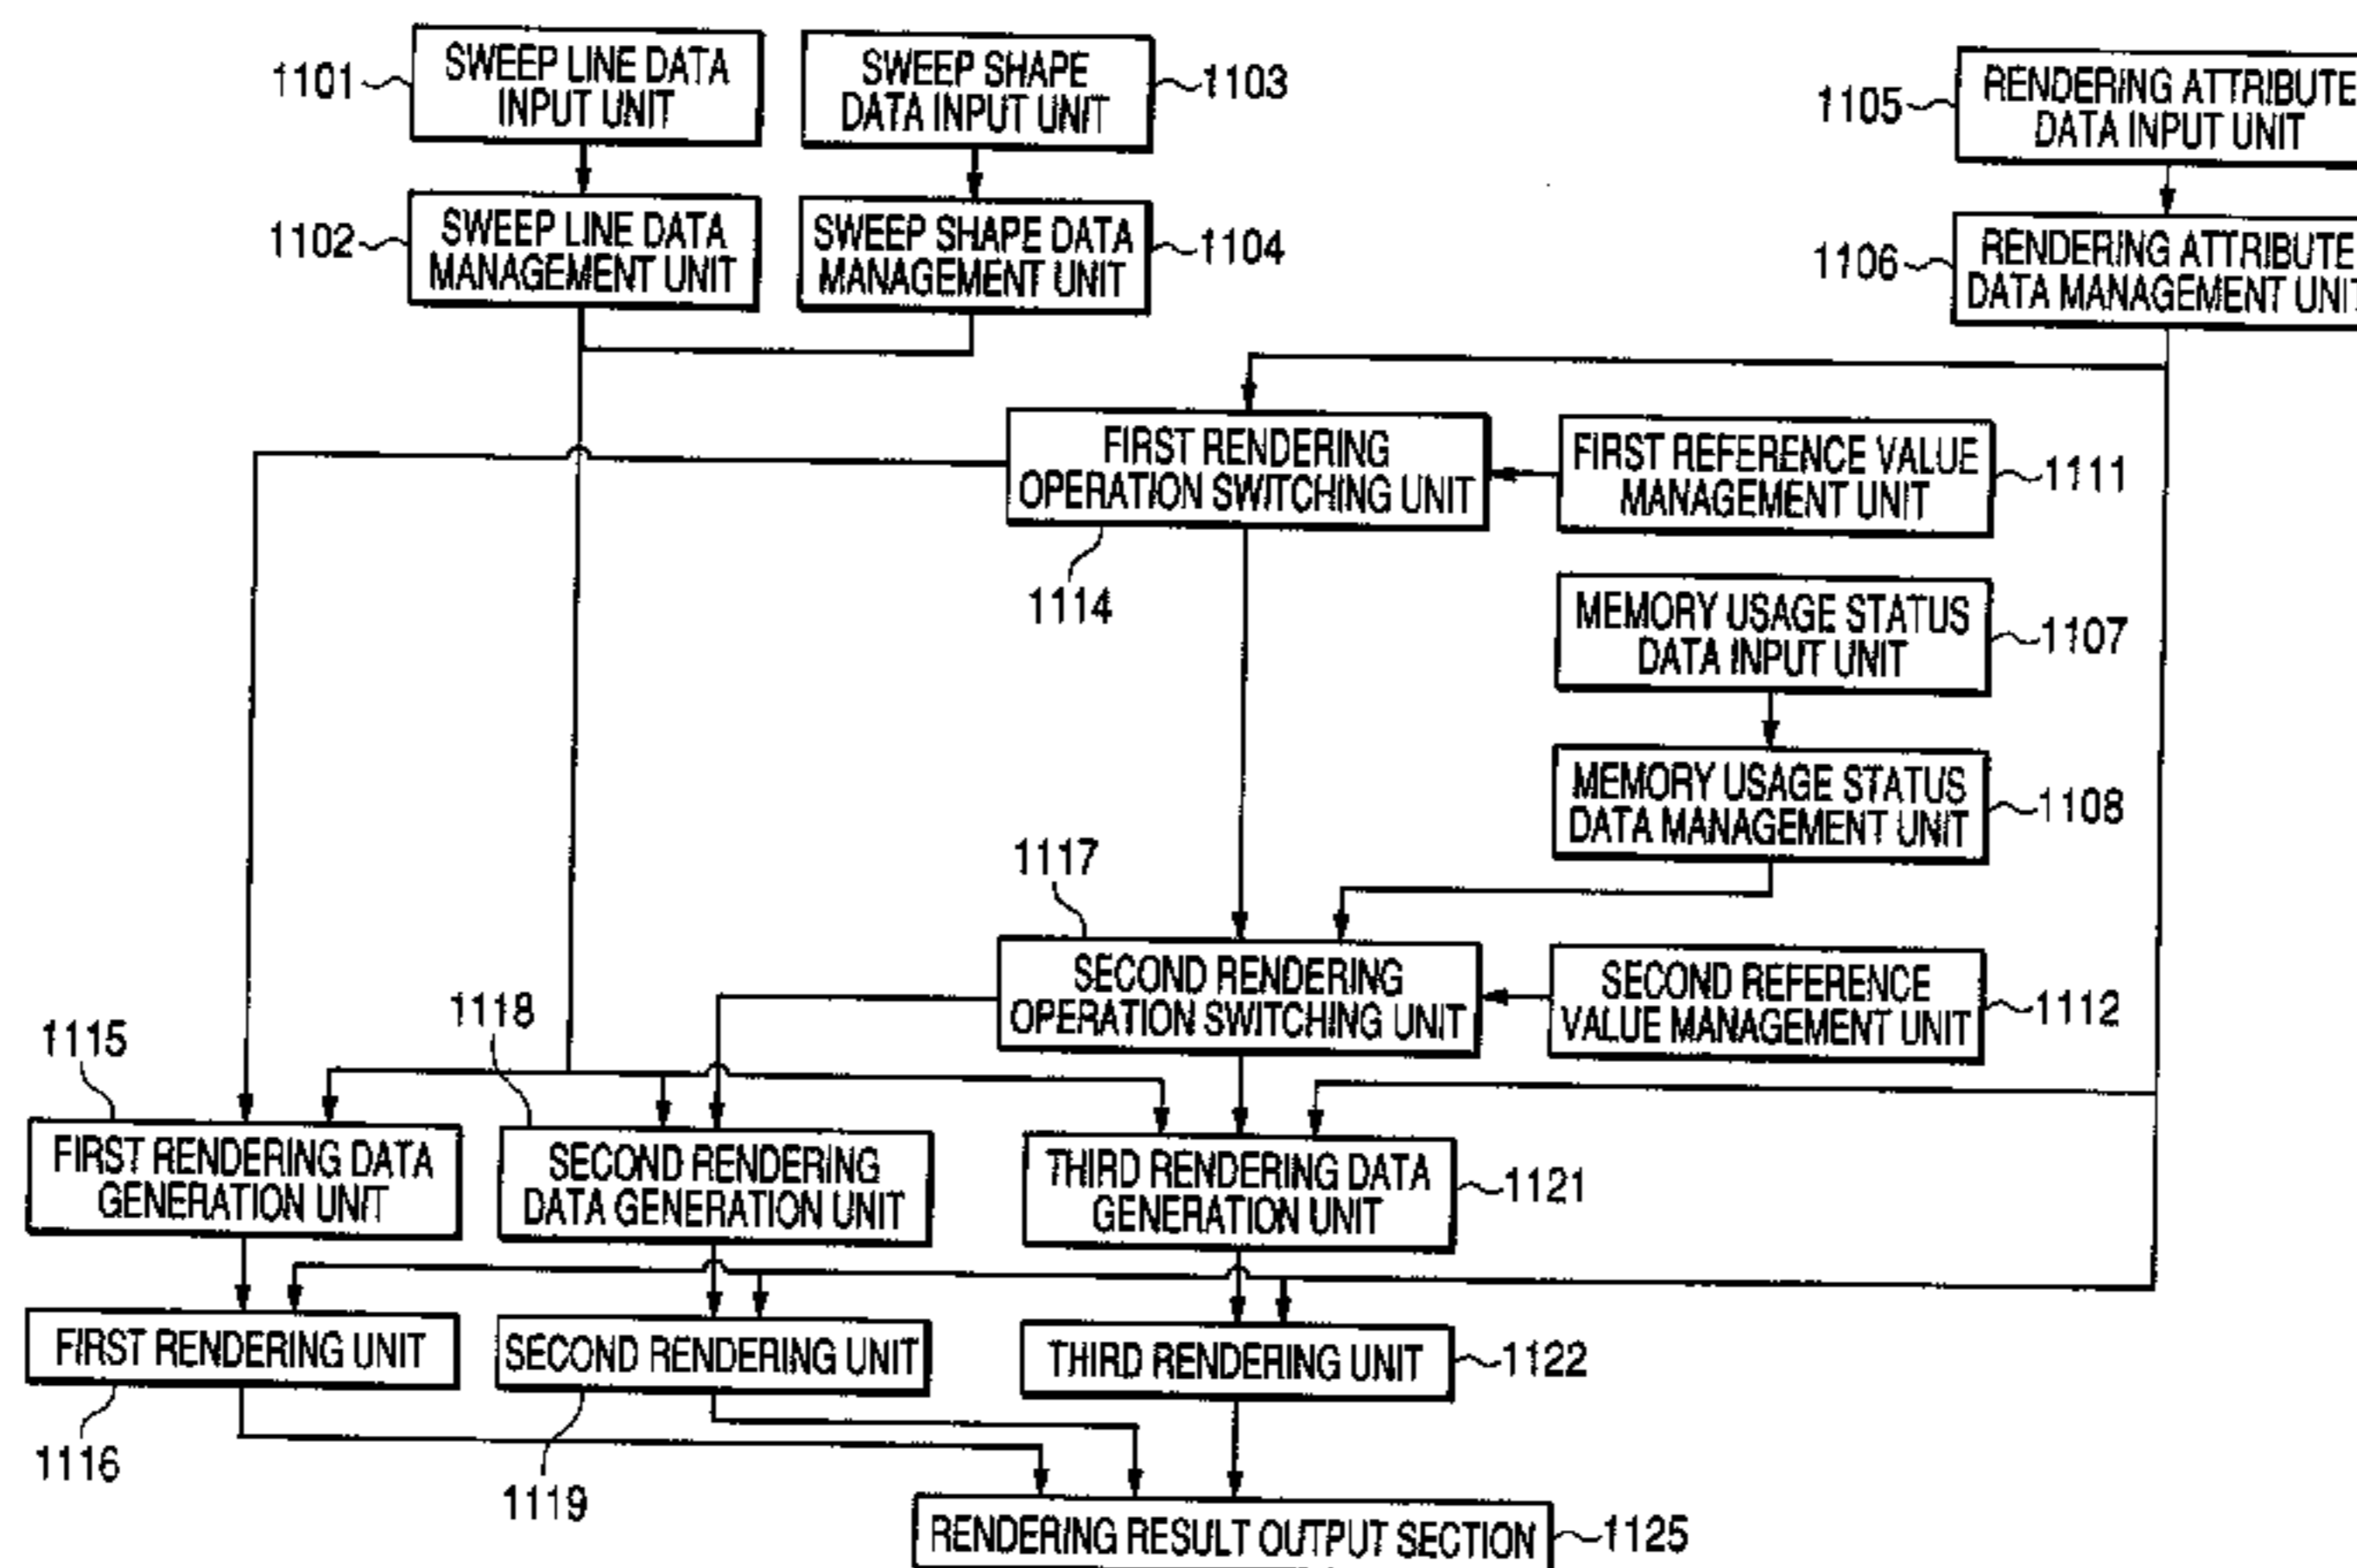 1101
SWEEP LINE DATA
INPUT UNIT
SWEEP SHAPE
DATA INPUT UNIT
1103
1105
RENDERING ATTRIBUTE
DATA INPUT UNIT
1102
SWEEP LINE DATA
MANAGEMENT UNIT
SWEEP SHAPE DATA
MANAGEMENT UNIT
1104
1106
RENDERING ATTRIBUTE
DATA MANAGEMENT UNIT
FIRST RENDERING
OPERATION SWITCHING UNIT
1114
FIRST REFERENCE VALUE
MANAGEMENT UNIT
1111
MEMORY USAGE STATUS
DATA INPUT UNIT
1107
MEMORY USAGE STATUS
DATA MANAGEMENT UNIT
1108
1117
SECOND RENDERING
OPERATION SWITCHING UNIT
SECOND REFERENCE
VALUE MANAGEMENT UNIT
1112
1115
FIRST RENDERING DATA
GENERATION UNIT
1118
SECOND RENDERING
DATA GENERATION UNIT
THIRD RENDERING DATA
GENERATION UNIT
1121
FIRST RENDERING UNIT
1116
SECOND RENDERING UNIT
1119
THIRD RENDERING UNIT
1122
RENDERING RESULT OUTPUT SECTION
1125